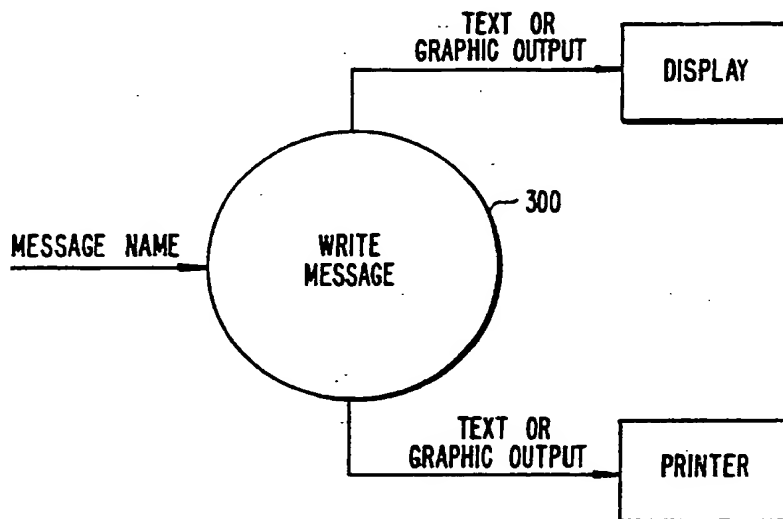 TEXT OR
GRAPHIC OUTPUT
DISPLAY
300
MESSAGE NAME
WRITE
MESSAGE
TEXT OR
GRAPHIC OUTPUT
PRINTER